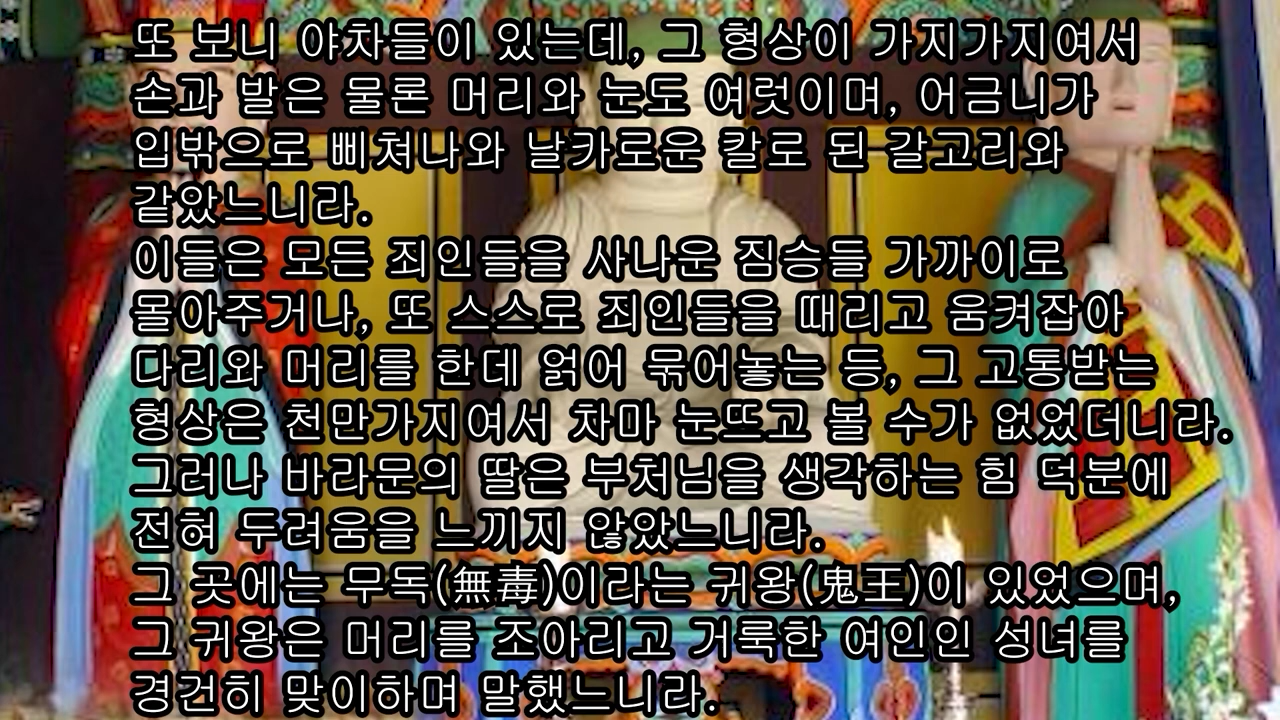 또 보니 야차들이 있는데, 그 형상이 가지가지여서
손과 발은 물론 머리와 눈도 여럿이며, 어금니가
입밖으로 삐쳐나와 날카로운 칼로 된 갈고리와
같았느니라.
이들은 모든 죄인들을 사나운 짐승들 가까이로
몰아주거나, 또 스스로 죄인들을 때리고 움켜잡아
다리와 머리를 한데 얽어 묶어놓는 등, 그 고통받는
형상은 천만가지여서 차마 눈뜨고 볼 수가 없었더니라.
그러나 바라문의 딸은 부처님을 생각하는 힘 덕분에
전혀 두려움을 느끼지 않았느니라.
그 곳에는 무독(無毒)이라는 귀왕(鬼王)이 있었으며,
그 귀왕은 머리를 조아리고 거룩한 여인인 성녀를
경건히 맞이하며 말했느니라.